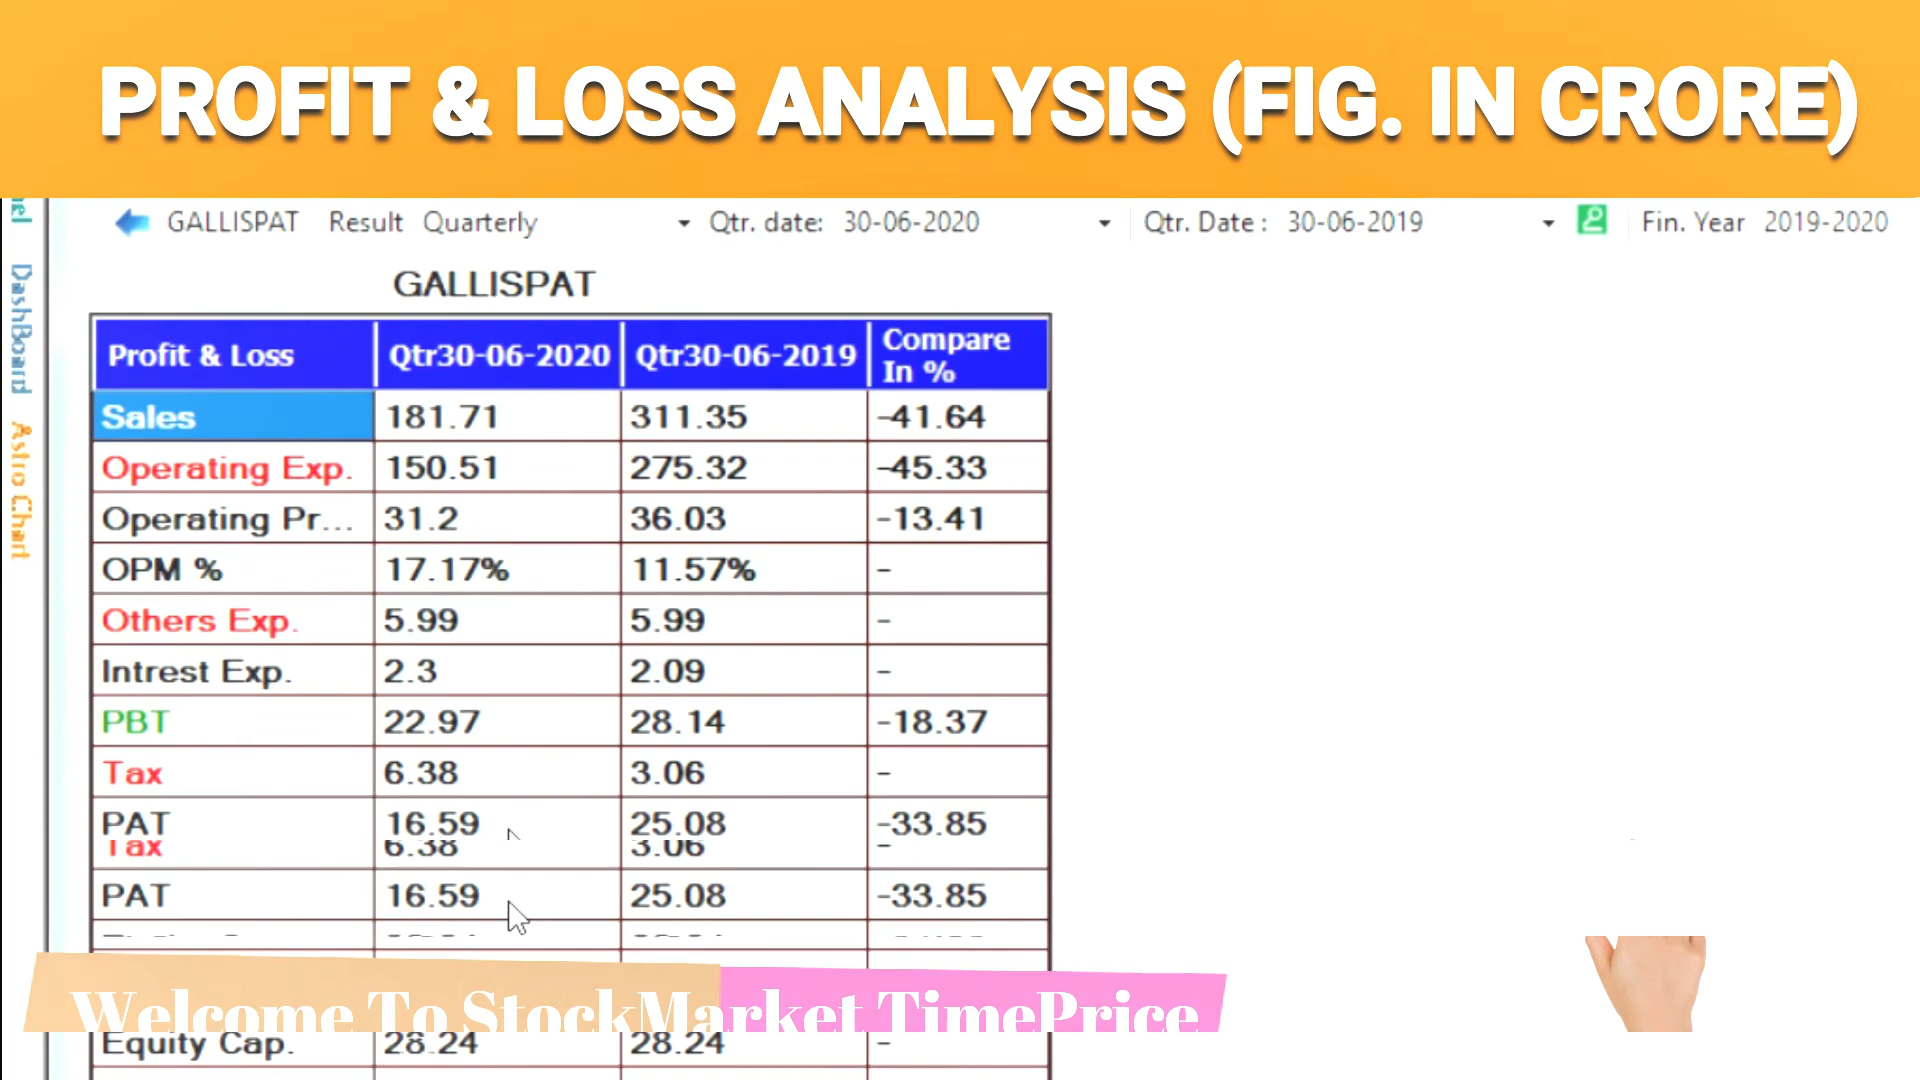 PROFIT & LOSS ANALYSIS (FIG. IN CRORE)
GALLISPAT Result Quarterly Qtr. date: 30-06-2020 Qtr. Date : 30-06-2019 Fin. Year 2019-2020
DashBoard
Astro Chart
GALLISPAT
Profit & Loss Qtr30-06-2020 Qtr30-06-2019 Compare In %
Sales 181.71 311.35 -41.64
Operating Exp. 150.51 275.32 -45.33
Operating Pr... 31.2 36.03 -13.41
OPM % 17.17% 11.57% -
Others Exp. 5.99 5.99 -
Intrest Exp. 2.3 2.09 -
PBT 22.97 28.14 -18.37
Tax 6.38 3.06 -
PAT 16.59 25.08 -33.85
Tax 6.38 3.06 -
PAT 16.59 25.08 -33.85
Welcome To StockMarket TimePrice
Equity Cap. 28.24 28.24 -